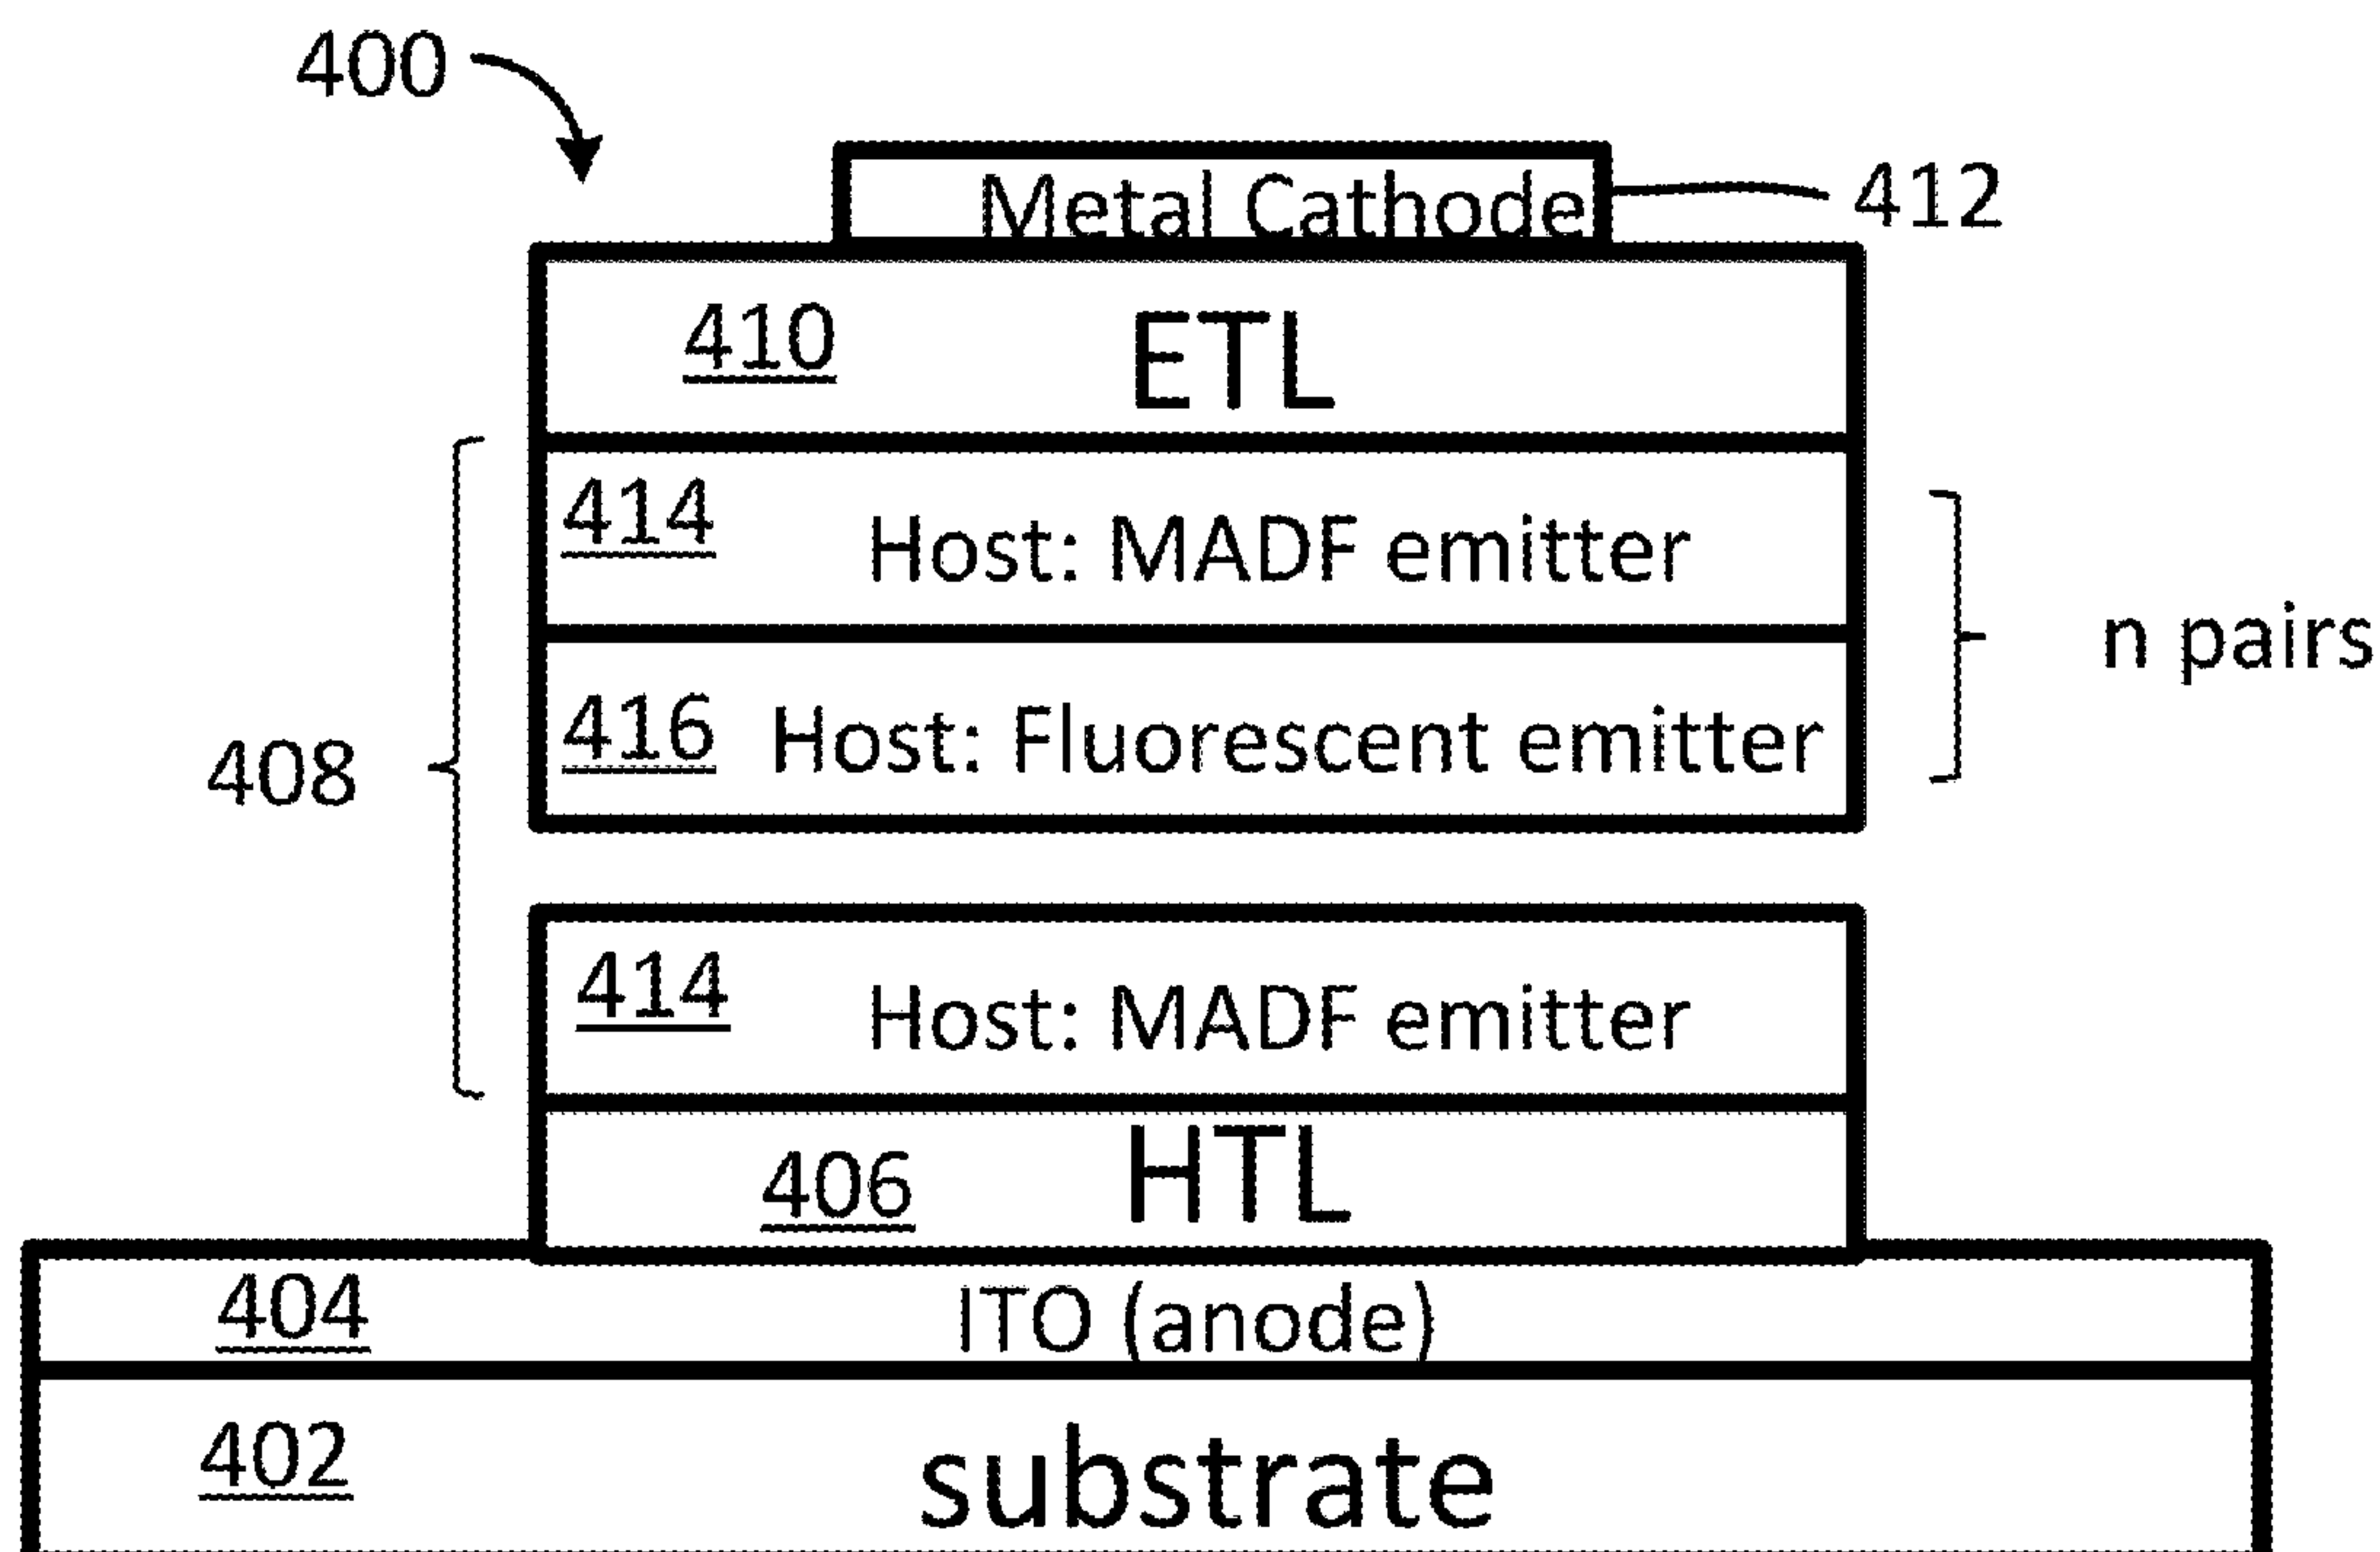 400
Metal Cathode
412
410 ETL
414 Host: MADF emitter
n pairs
416 Host: Fluorescent emitter
408
414 Host: MADF emitter
406 HTL
404 ITO (anode)
402 substrate